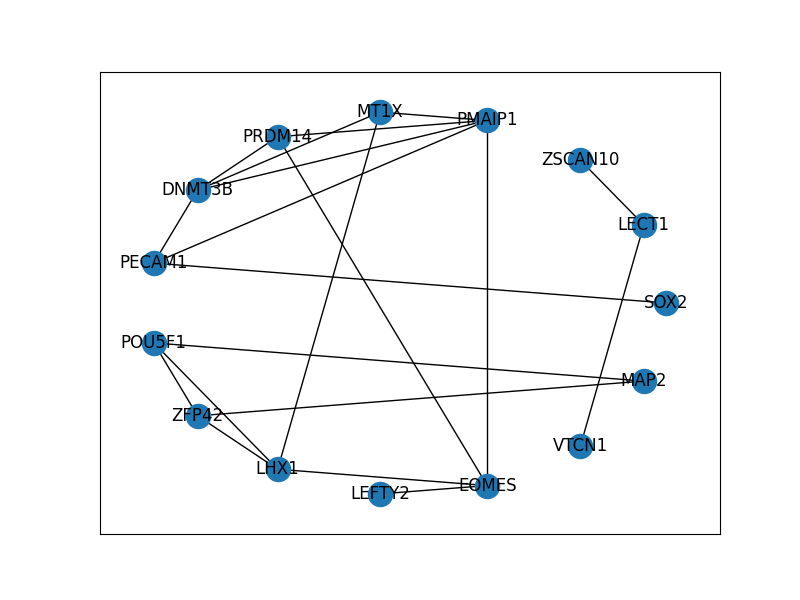 MT1X
PMAIP1
PRDM14
ZSCAN10
DNMT3B
LECT1
PECAM1
SOX2
POU5F1
MAP2
ZFP42
VTCN1
LHX1
EOMES
LEFTY2